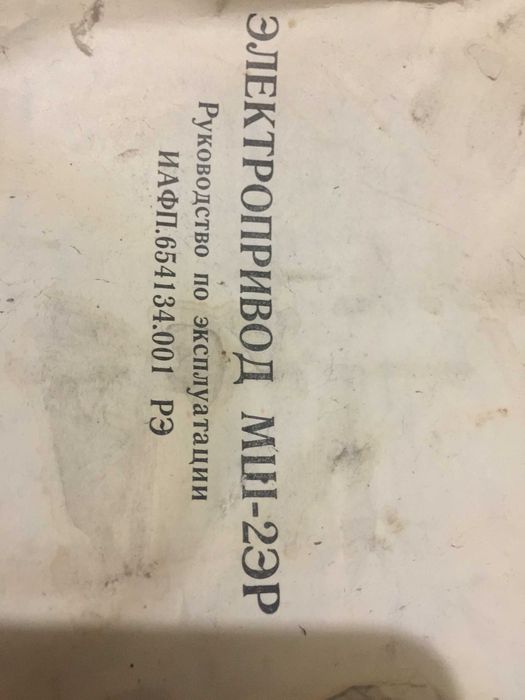 ЭЛЕКТРОПРИВОД МШ-2ЭР
Руководство по эксплуатации
ИАФП.654134.001 РЭ